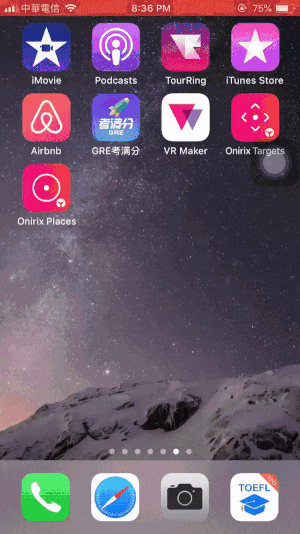 中華電信 8:36 PM 75%
iMovie Podcasts TourRing iTunes Store
考满分
GRE
Airbnb GRE考满分 VR Maker Onirix Targets
Onirix Places
TOEFL TPO